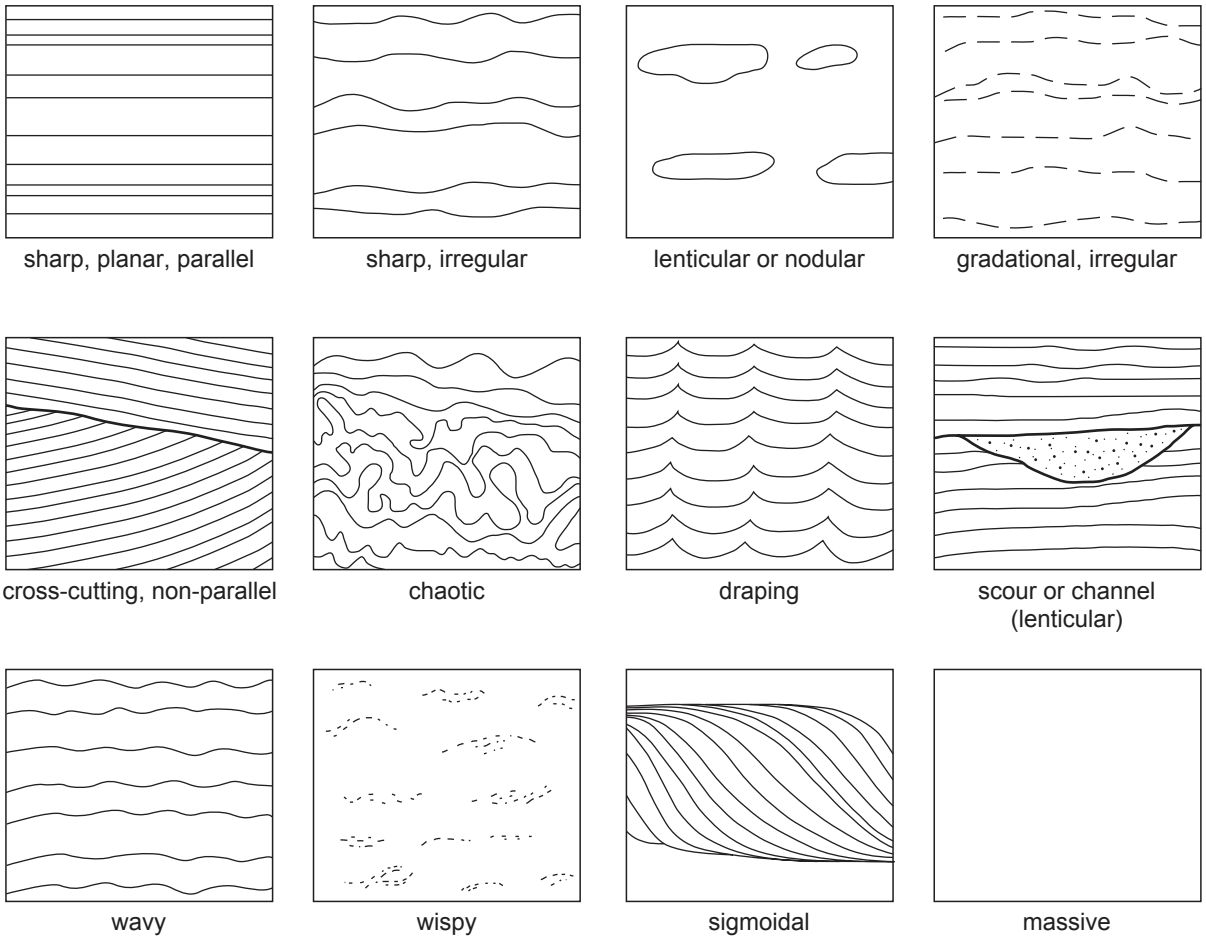 sharp, planar, parallel
sharp, irregular
lenticular or nodular
gradational, irregular
cross-cutting, non-parallel
chaotic
draping
scour or channel
(lenticular)
wavy
wispy
sigmoidal
massive